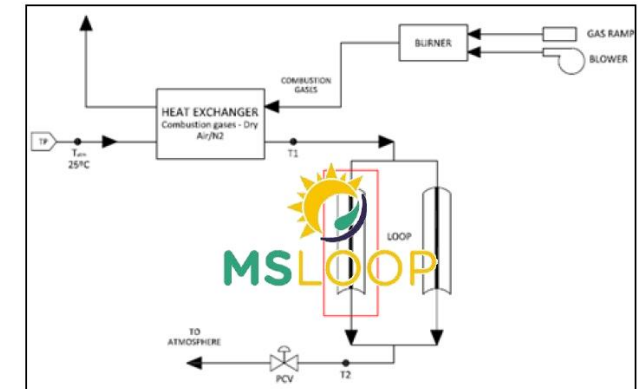 GAS RAMP
BURNER
BLOWER
COMBUSTION
GASES
HEAT EXCHANGER
Combustion gases - Dry
Air/N2
TP
Tatm
25ºC
T1
LOOP
MSLOOP
TO
ATMOSPHERE
PCV
T2